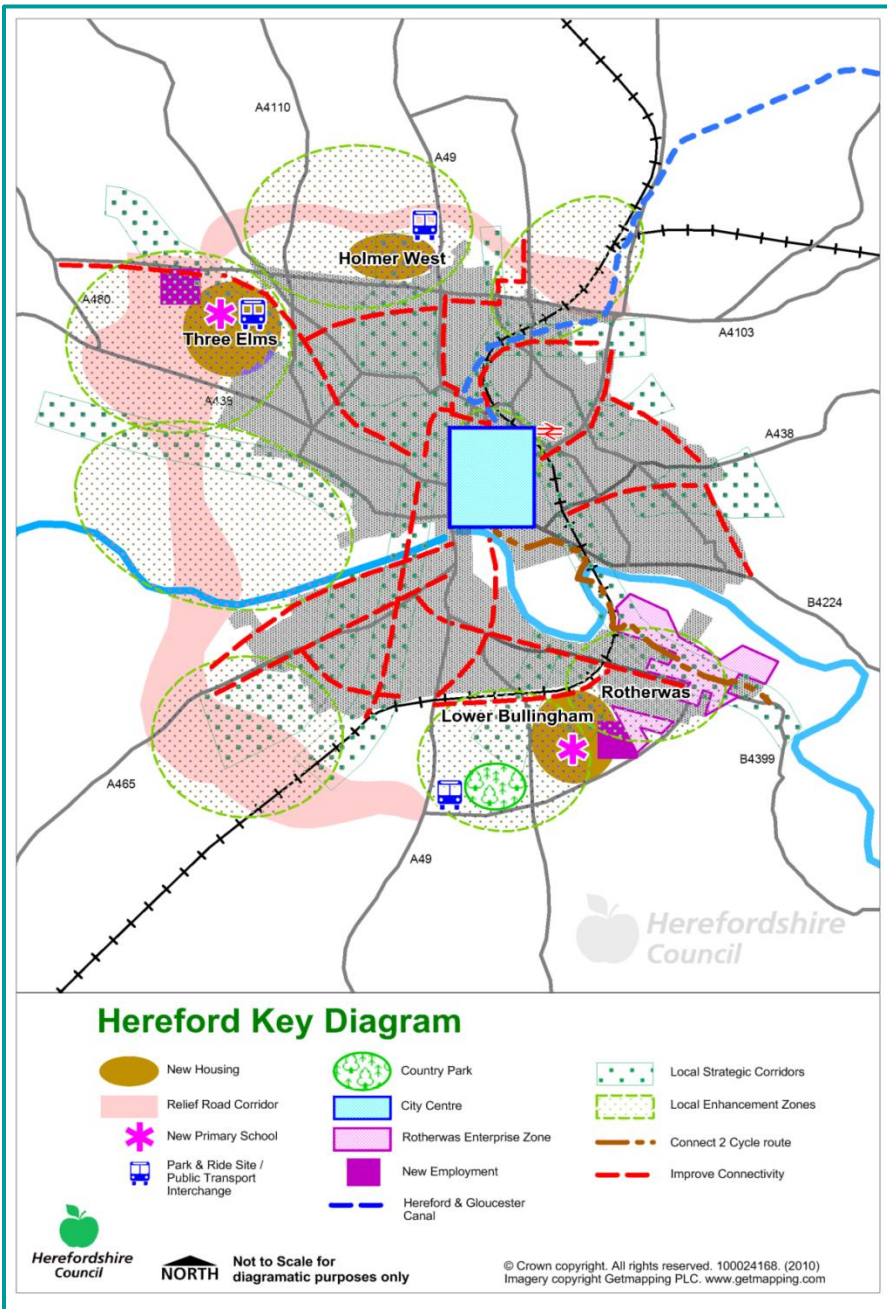 A4110
A49
Holmer West
A480
Three Elms
A4103
A438
A438
B4224
Rotherwas
Lower Bullingham
B4399
A465
A49
Herefordshire
Council
Hereford Key Diagram
New Housing
Relief Road Corridor
New Primary School
Park & Ride Site /
Public Transport
Interchange
Country Park
City Centre
Rotherwas Enterprise Zone
New Employment
Hereford & Gloucester
Canal
Local Strategic Corridors
Local Enhancement Zones
Connect 2 Cycle route
Improve Connectivity
Herefordshire
Council
NORTH
Not to Scale for
diagramatic purposes only
© Crown copyright. All rights reserved. 100024168. (2010)
Imagery copyright Getmapping PLC. www.getmapping.com